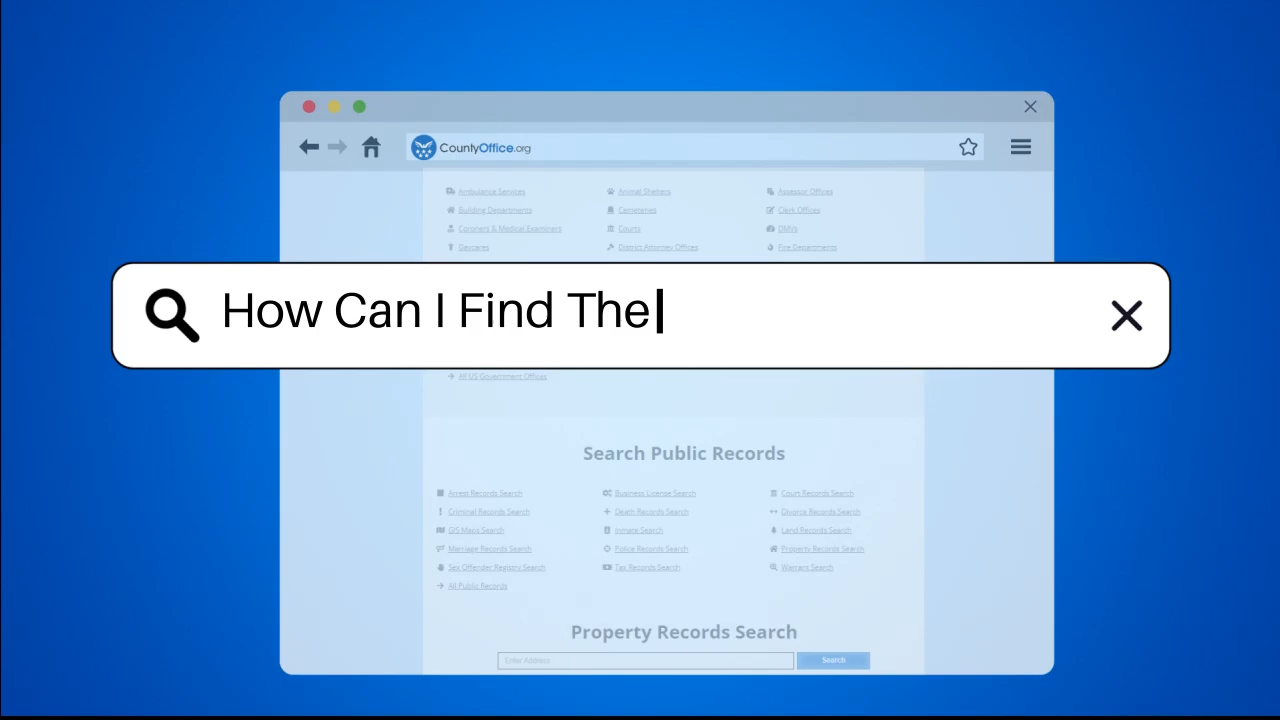 CountyOffice.org
Ambulance Services Animal Shelters Assessor Offices
Building Departments Cemeteries Clerk Offices
Coroners & Medical Examiners Courts DMVs
Daycares District Attorney Offices Fire Departments
How Can I Find The
All US Government Offices
Search Public Records
Arrest Records Search Business License Search Court Records Search
Criminal Records Search Death Records Search Divorce Records Search
GIS Maps Search Inmate Search Land Records Search
Marriage Records Search Police Records Search Property Records Search
Sex Offender Registry Search Tax Records Search Warrant Search
All Public Records
Property Records Search
Enter Address Search